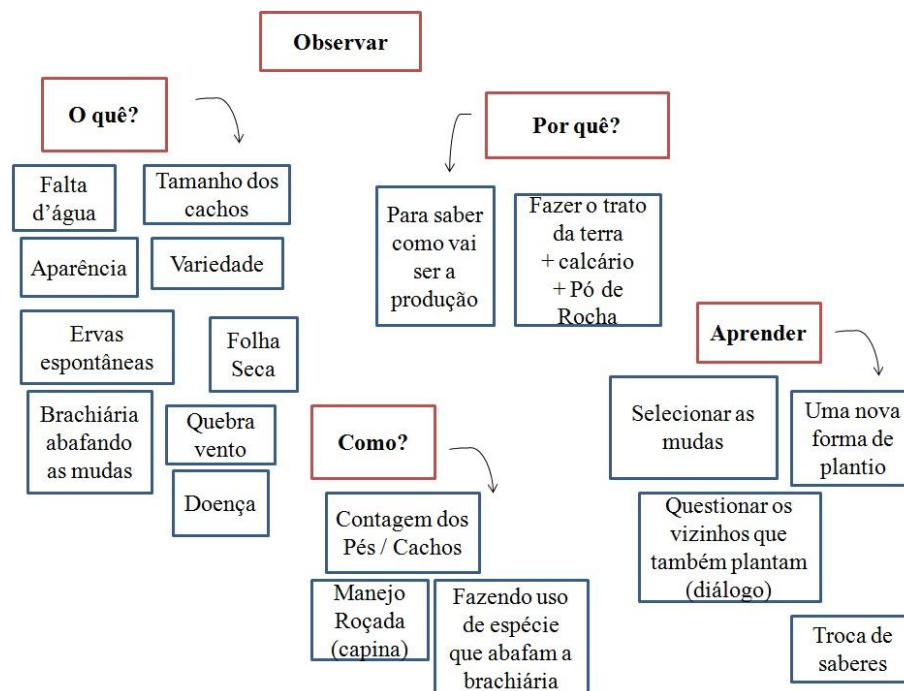 Observar
O quê?
Falta
d’água
Tamanho dos
cachos
Aparência
Variedade
Ervas
espontâneas
Folha
Seca
Brachiária
abafando
as mudas
Quebra
vento
Doença
Por quê?
Para saber
como vai
ser a
produção
Fazer o trato
da terra
+ calcário
+ Pó de
Rocha
Como?
Contagem dos
Pés / Cachos
Manejo
Roçada
(capina)
Fazendo uso
de espécie
que abafam a
brachiária
Aprender
Selecionar as
mudas
Uma nova
forma de
plantio
Questionar os
vizinhos que
também plantam
(diálogo)
Troca de
saberes